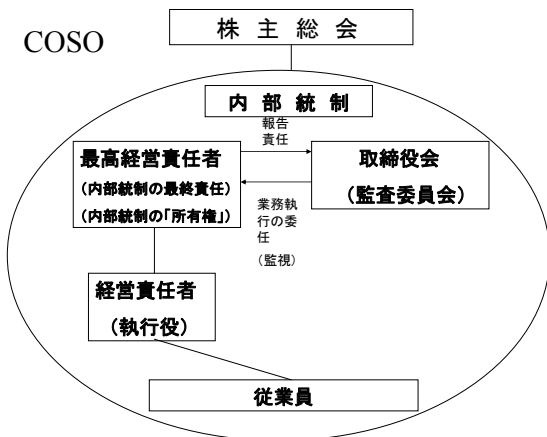 COSO
株 主 総 会
内 部 統 制
報告
責任
最高経営責任者
(内部統制の最終責任)
(内部統制の「所有権」)
取締役会
(監査委員会)
業務執
行の委
任
(監視)
経営責任者
(執行役)
従業員